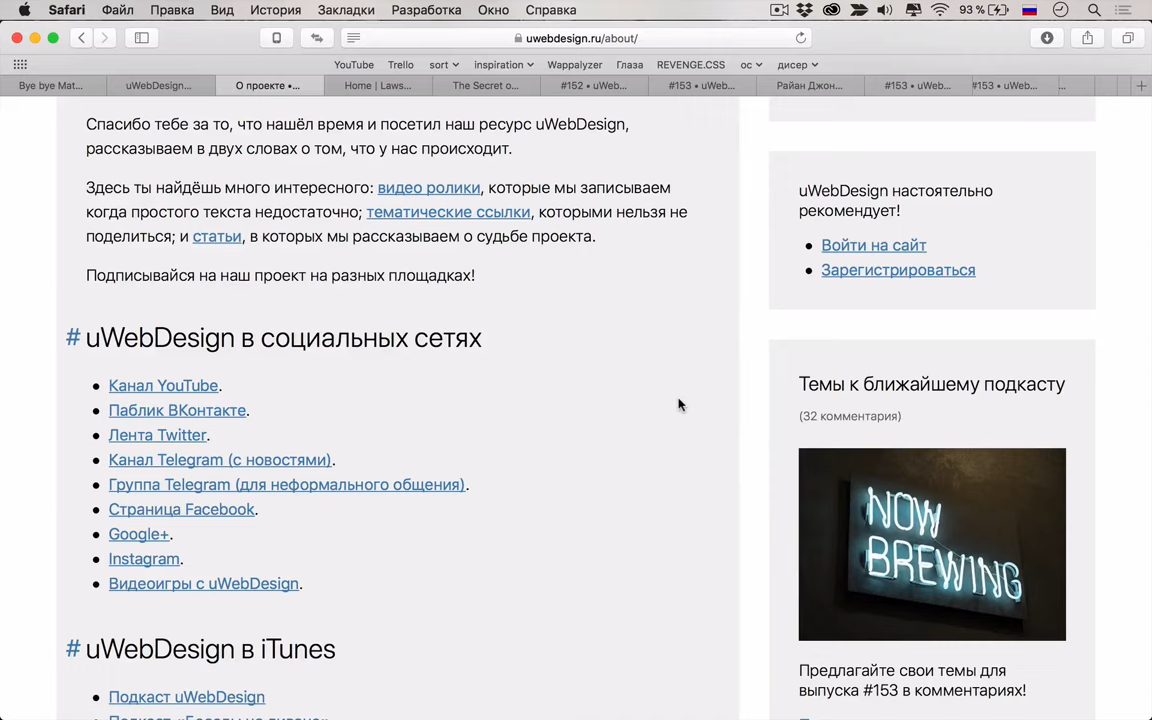 Safari Файл Правка Вид История Закладки Разработка Окно Справка 93 %
uwebdesign.ru/about/
YouTube Trello sort inspiration Wappalyzer Глаза REVENGE.CSS ос дисер
Bye bye Mat... uWebDesign... О проекте •... Home | Laws... The Secret o... #152 • uWeb... #153 • uWeb... Райан Джон... #153 • uWeb... #153 • uWeb... ...
Спасибо тебе за то, что нашёл время и посетил наш ресурс uWebDesign,
рассказываем в двух словах о том, что у нас происходит.
Здесь ты найдёшь много интересного: видео ролики, которые мы записываем
когда простого текста недостаточно; тематические ссылки, которыми нельзя не
поделиться; и статьи, в которых мы рассказываем о судьбе проекта.
Подписывайся на наш проект на разных площадках!
# uWebDesign в социальных сетях
Канал YouTube.
Паблик ВКонтакте.
Лента Twitter.
Канал Telegram (с новостями).
Группа Telegram (для неформального общения).
Страница Facebook.
Google+.
Instagram.
Видеоигры с uWebDesign.
# uWebDesign в iTunes
Подкаст uWebDesign
uWebDesign настоятельно
рекомендует!
Войти на сайт
Зарегистрироваться
Темы к ближайшему подкасту
(32 комментария)
NOW
BREWING
Предлагайте свои темы для
выпуска #153 в комментариях!